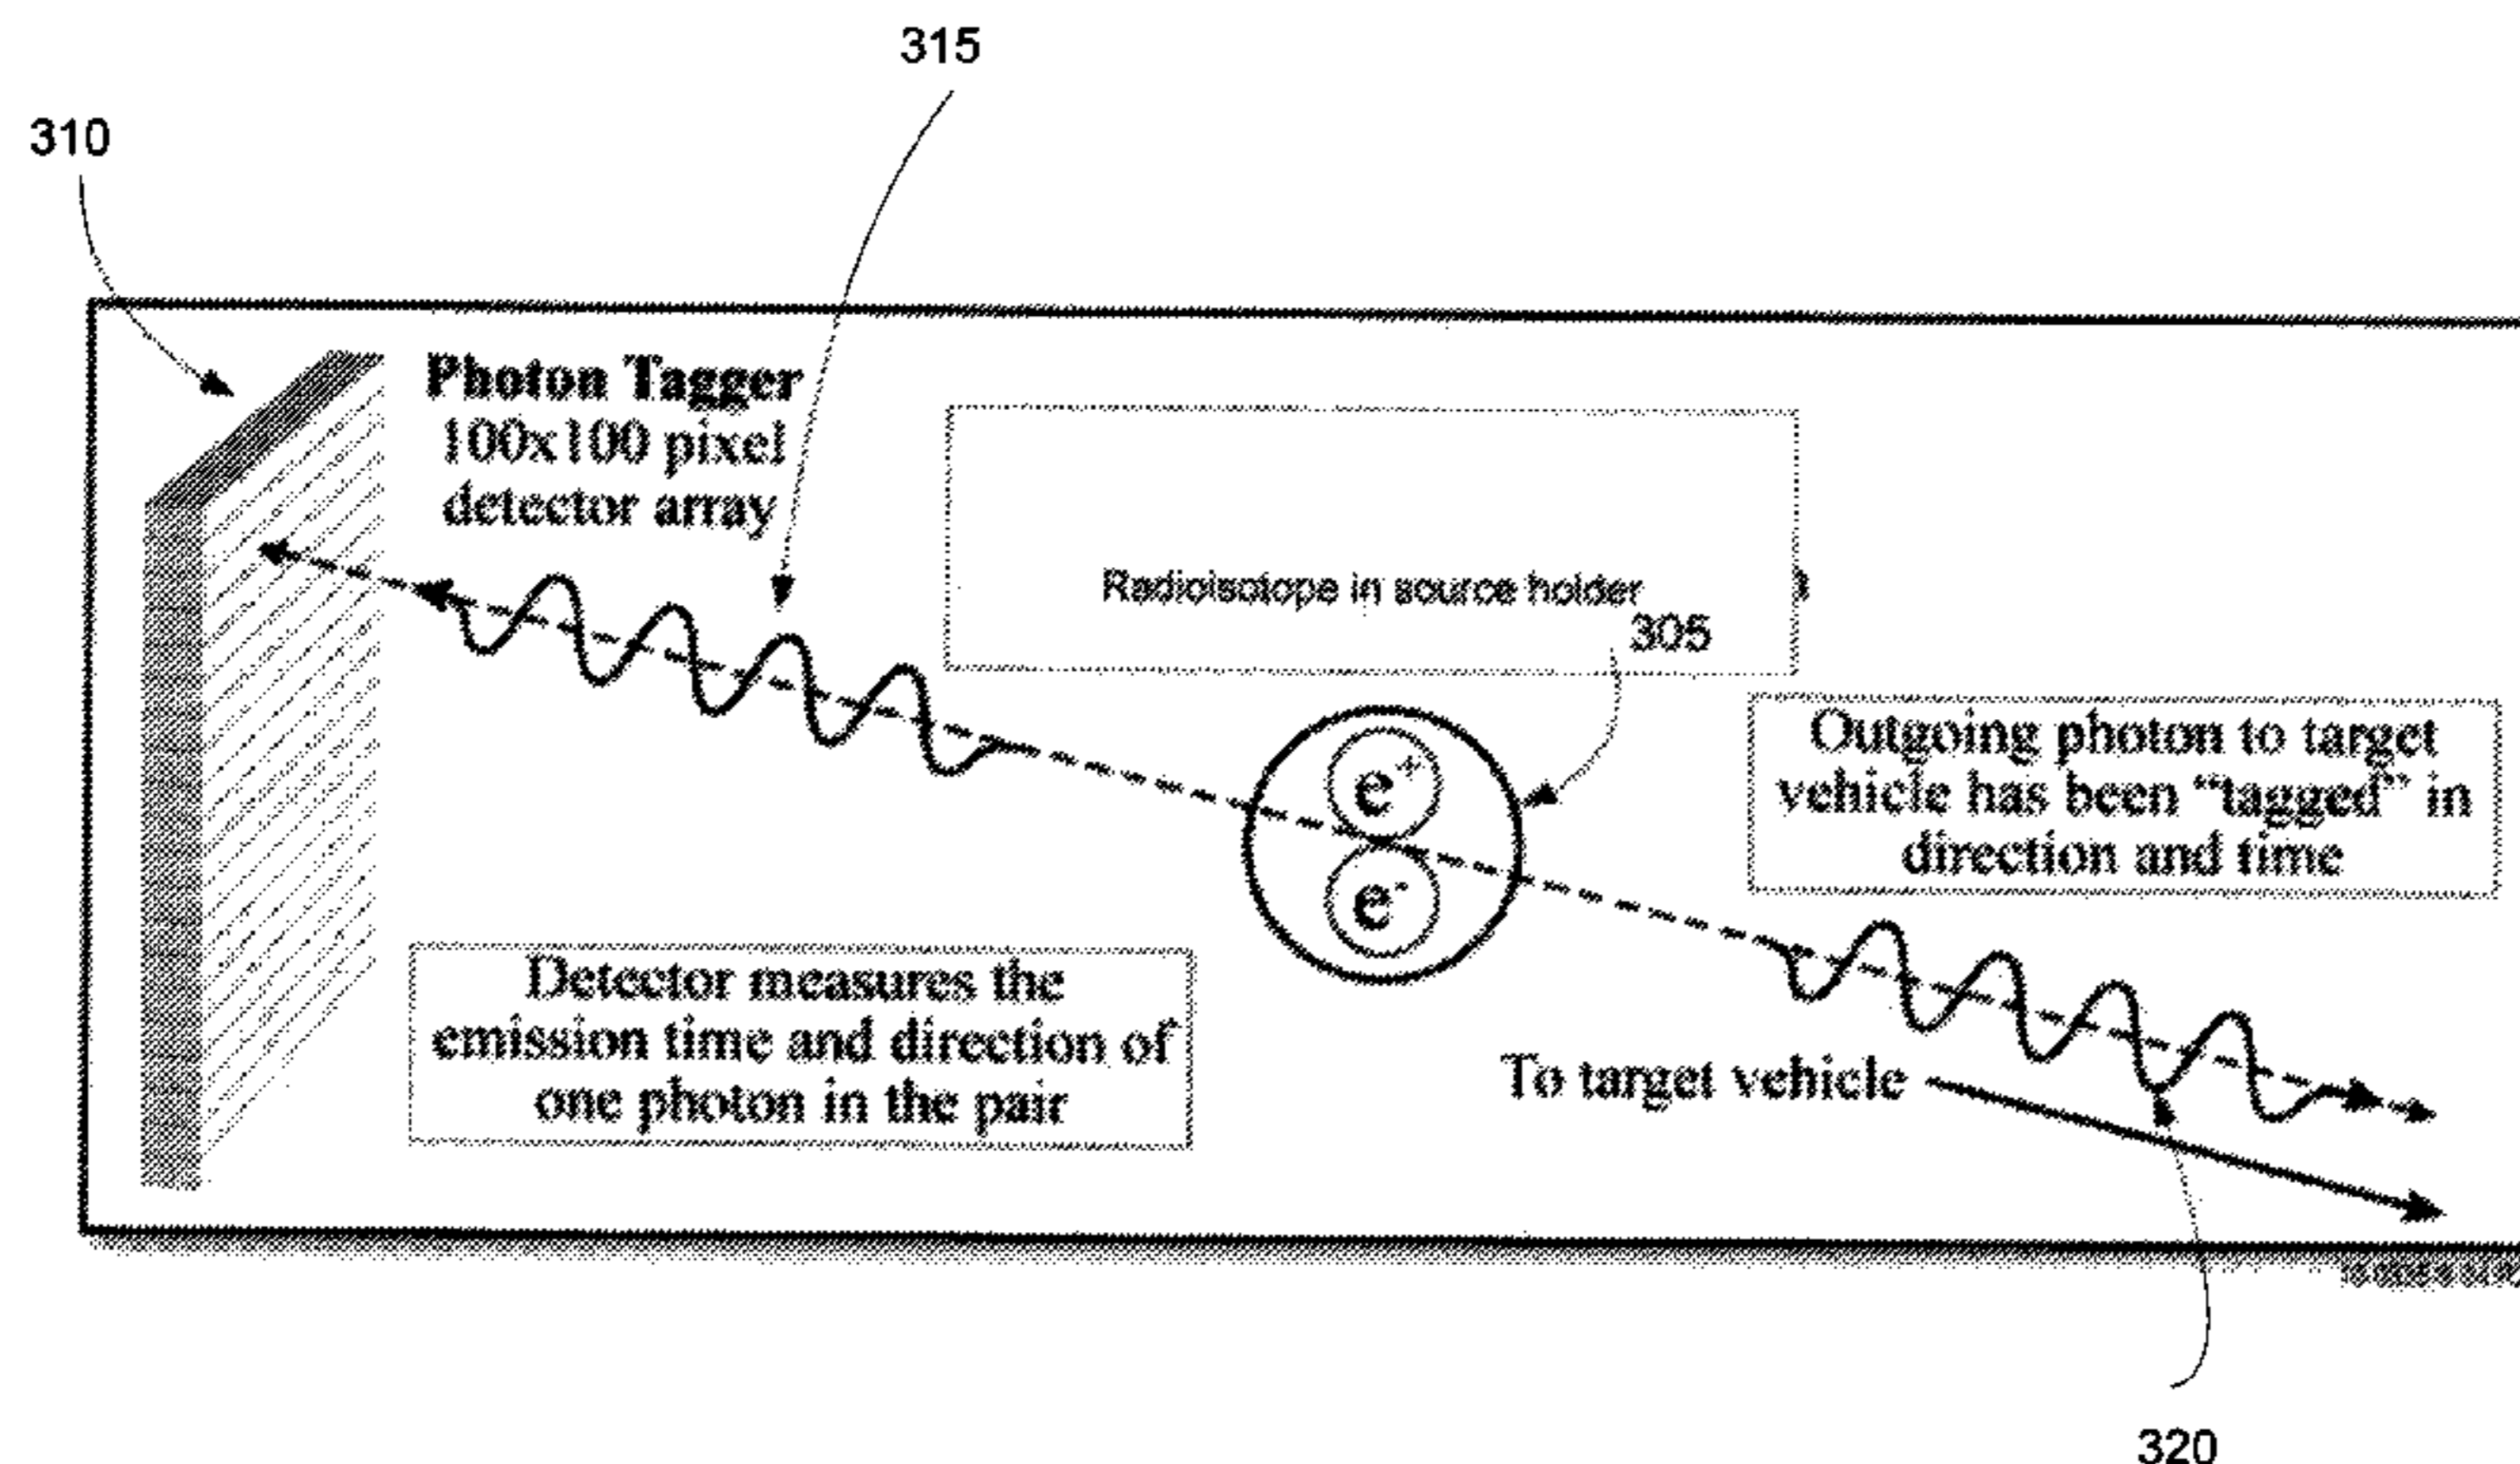 315
310
Photon Tagger
100x100 pixel
detector array
Radioisotope in source holder
305
e+
e-
Outgoing photon to target
vehicle has been “tagged” in
direction and time
Detector measures the
emission time and direction of
one photon in the pair
To target vehicle
320